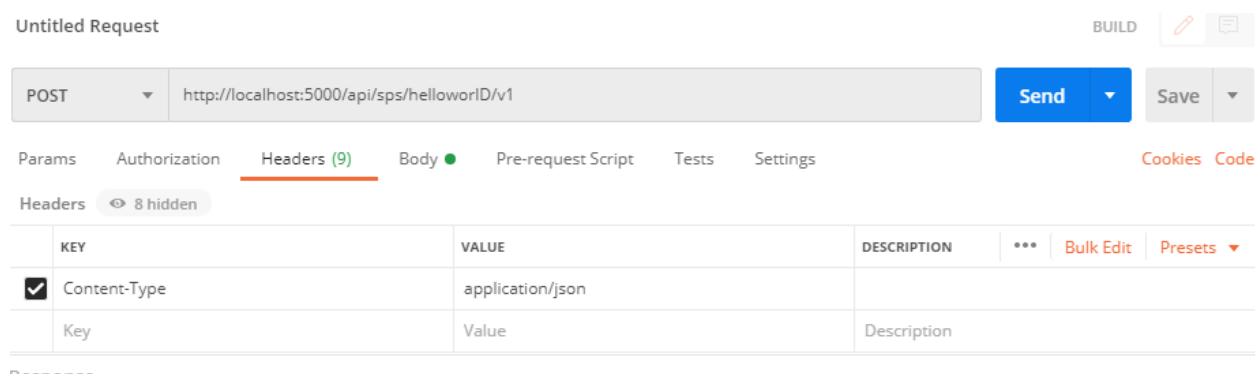 Untitled Request
BUILD
POST
http://localhost:5000/api/sps/helloworlD/v1
Send
Save
Params Authorization Headers (9) Body Pre-request Script Tests Settings Cookies Code
Headers 8 hidden
KEY VALUE DESCRIPTION ••• Bulk Edit Presets
Content-Type application/json
Key Value Description